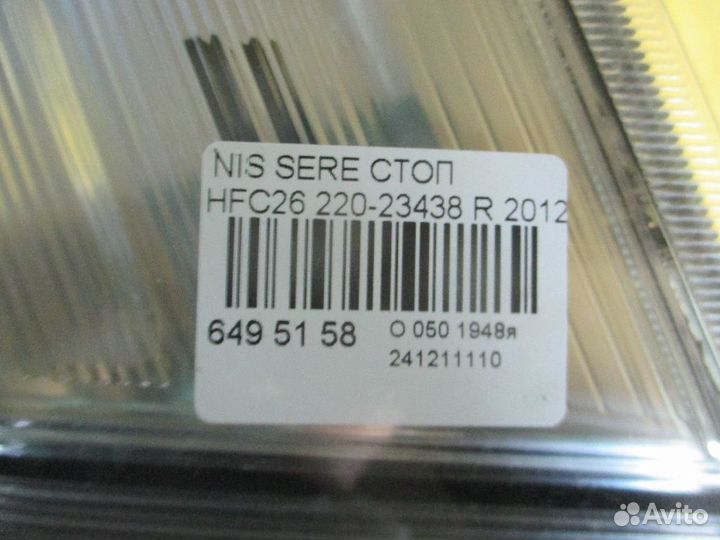 NIS SERE СТОП
HFC26 220-23438 R 2012
649 51 58
О 050 1948я
241211110
Avito